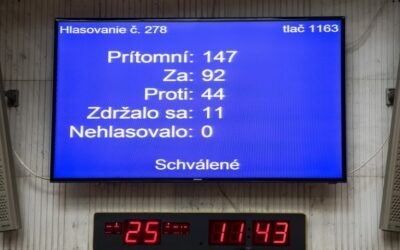 Hlasovanie č. 278 tlač 1163
Prítomní: 147
Za: 92
Proti: 44
Zdržalo sa: 11
Nehlasovalo: 0
Schválené
25 11:43